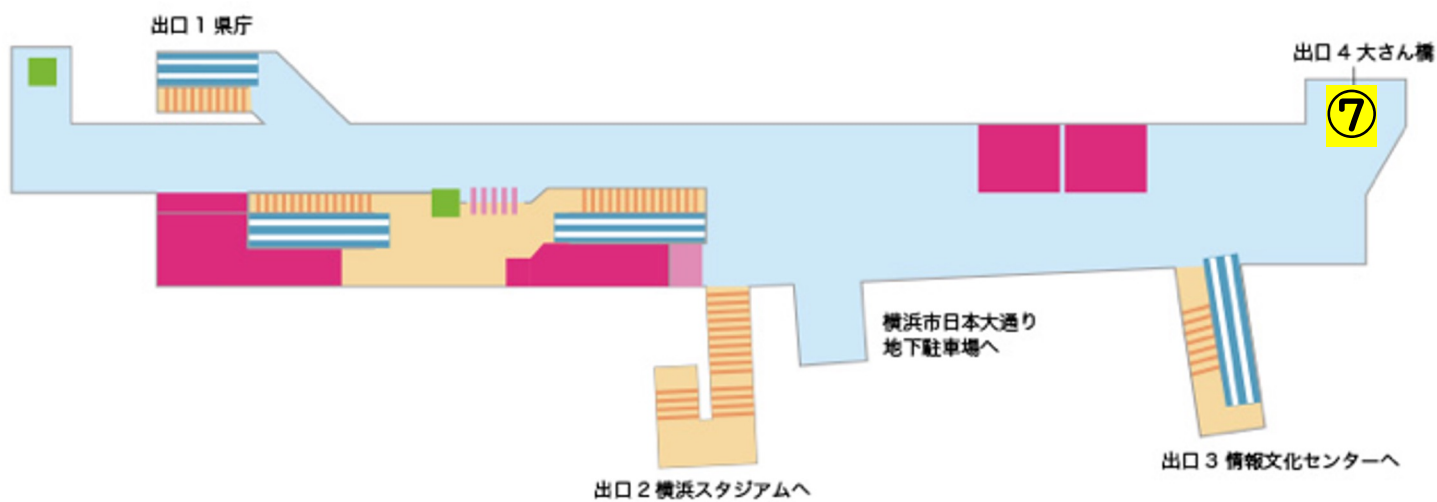 出口 1 県庁
出口 4 大さん橋
⑦
横浜市日本大通り
地下駐車場へ
出口 3 情報文化センターへ
出口 2 横浜スタジアムへ